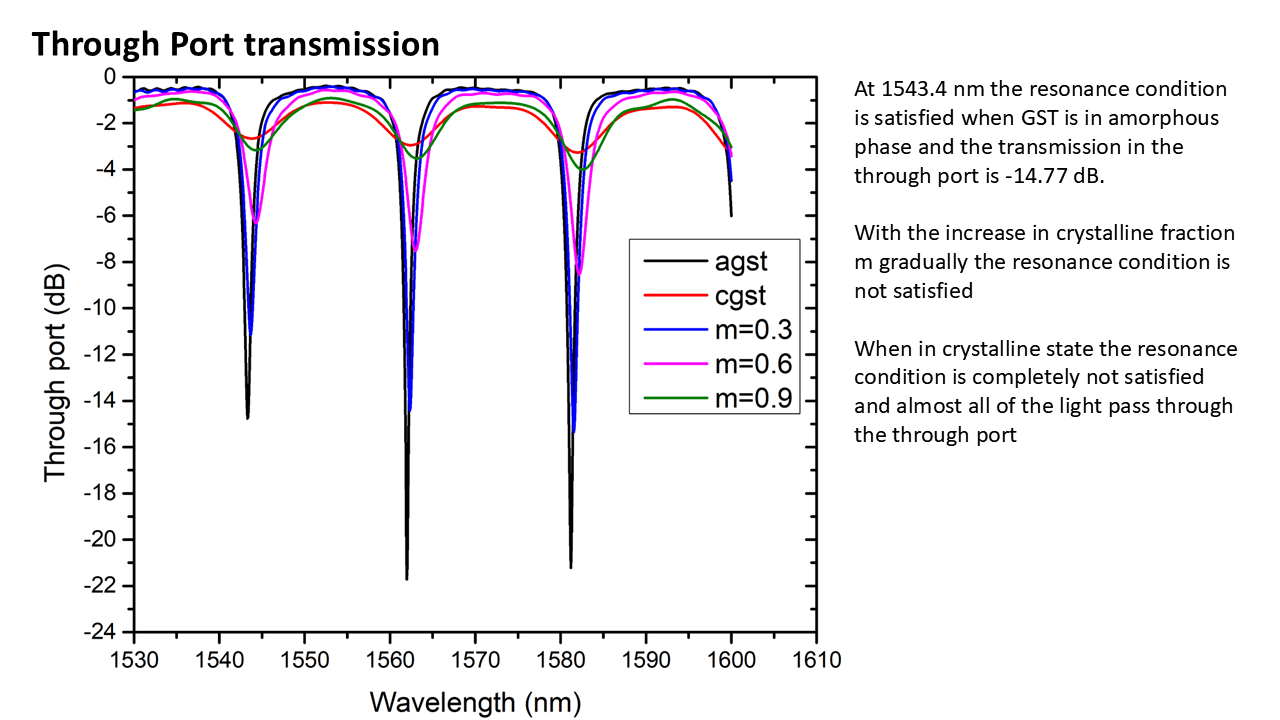 Through Port transmission
0
-2
-4
-6
-8
-10
-12
-14
-16
-18
-20
-22
-24
1530 1540 1550 1560 1570 1580 1590 1600 1610
Through port (dB)
Wavelength (nm)
agst
cgst
m=0.3
m=0.6
m=0.9
At 1543.4 nm the resonance condition
is satisfied when GST is in amorphous
phase and the transmission in the
through port is -14.77 dB.
With the increase in crystalline fraction
m gradually the resonance condition is
not satisfied
When in crystalline state the resonance
condition is completely not satisfied
and almost all of the light pass through
the through port